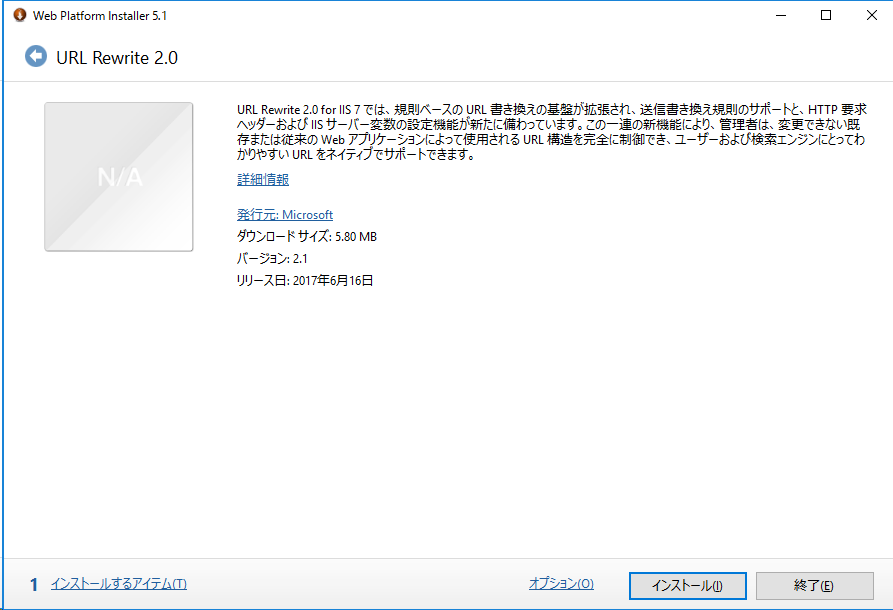 Web Platform Installer 5.1
URL Rewrite 2.0
N/A
URL Rewrite 2.0 for IIS 7 では、規則ベースの URL 書き換えの基盤が拡張され、送信書き換え規則のサポートと、HTTP 要求
ヘッダーおよび IIS サーバー変数の設定機能が新たに備わっています。この一連の新機能により、管理者は、変更できない既
存または従来の Web アプリケーションによって使用される URL 構造を完全に制御でき、ユーザーおよび検索エンジンにとってわ
かりやすい URL をネイティブでサポートできます。
詳細情報
発行元: Microsoft
ダウンロード サイズ: 5.80 MB
バージョン: 2.1
リリース日: 2017年6月16日
1 インストールするアイテム(T)
オプション(O)
インストール(I)
終了(E)